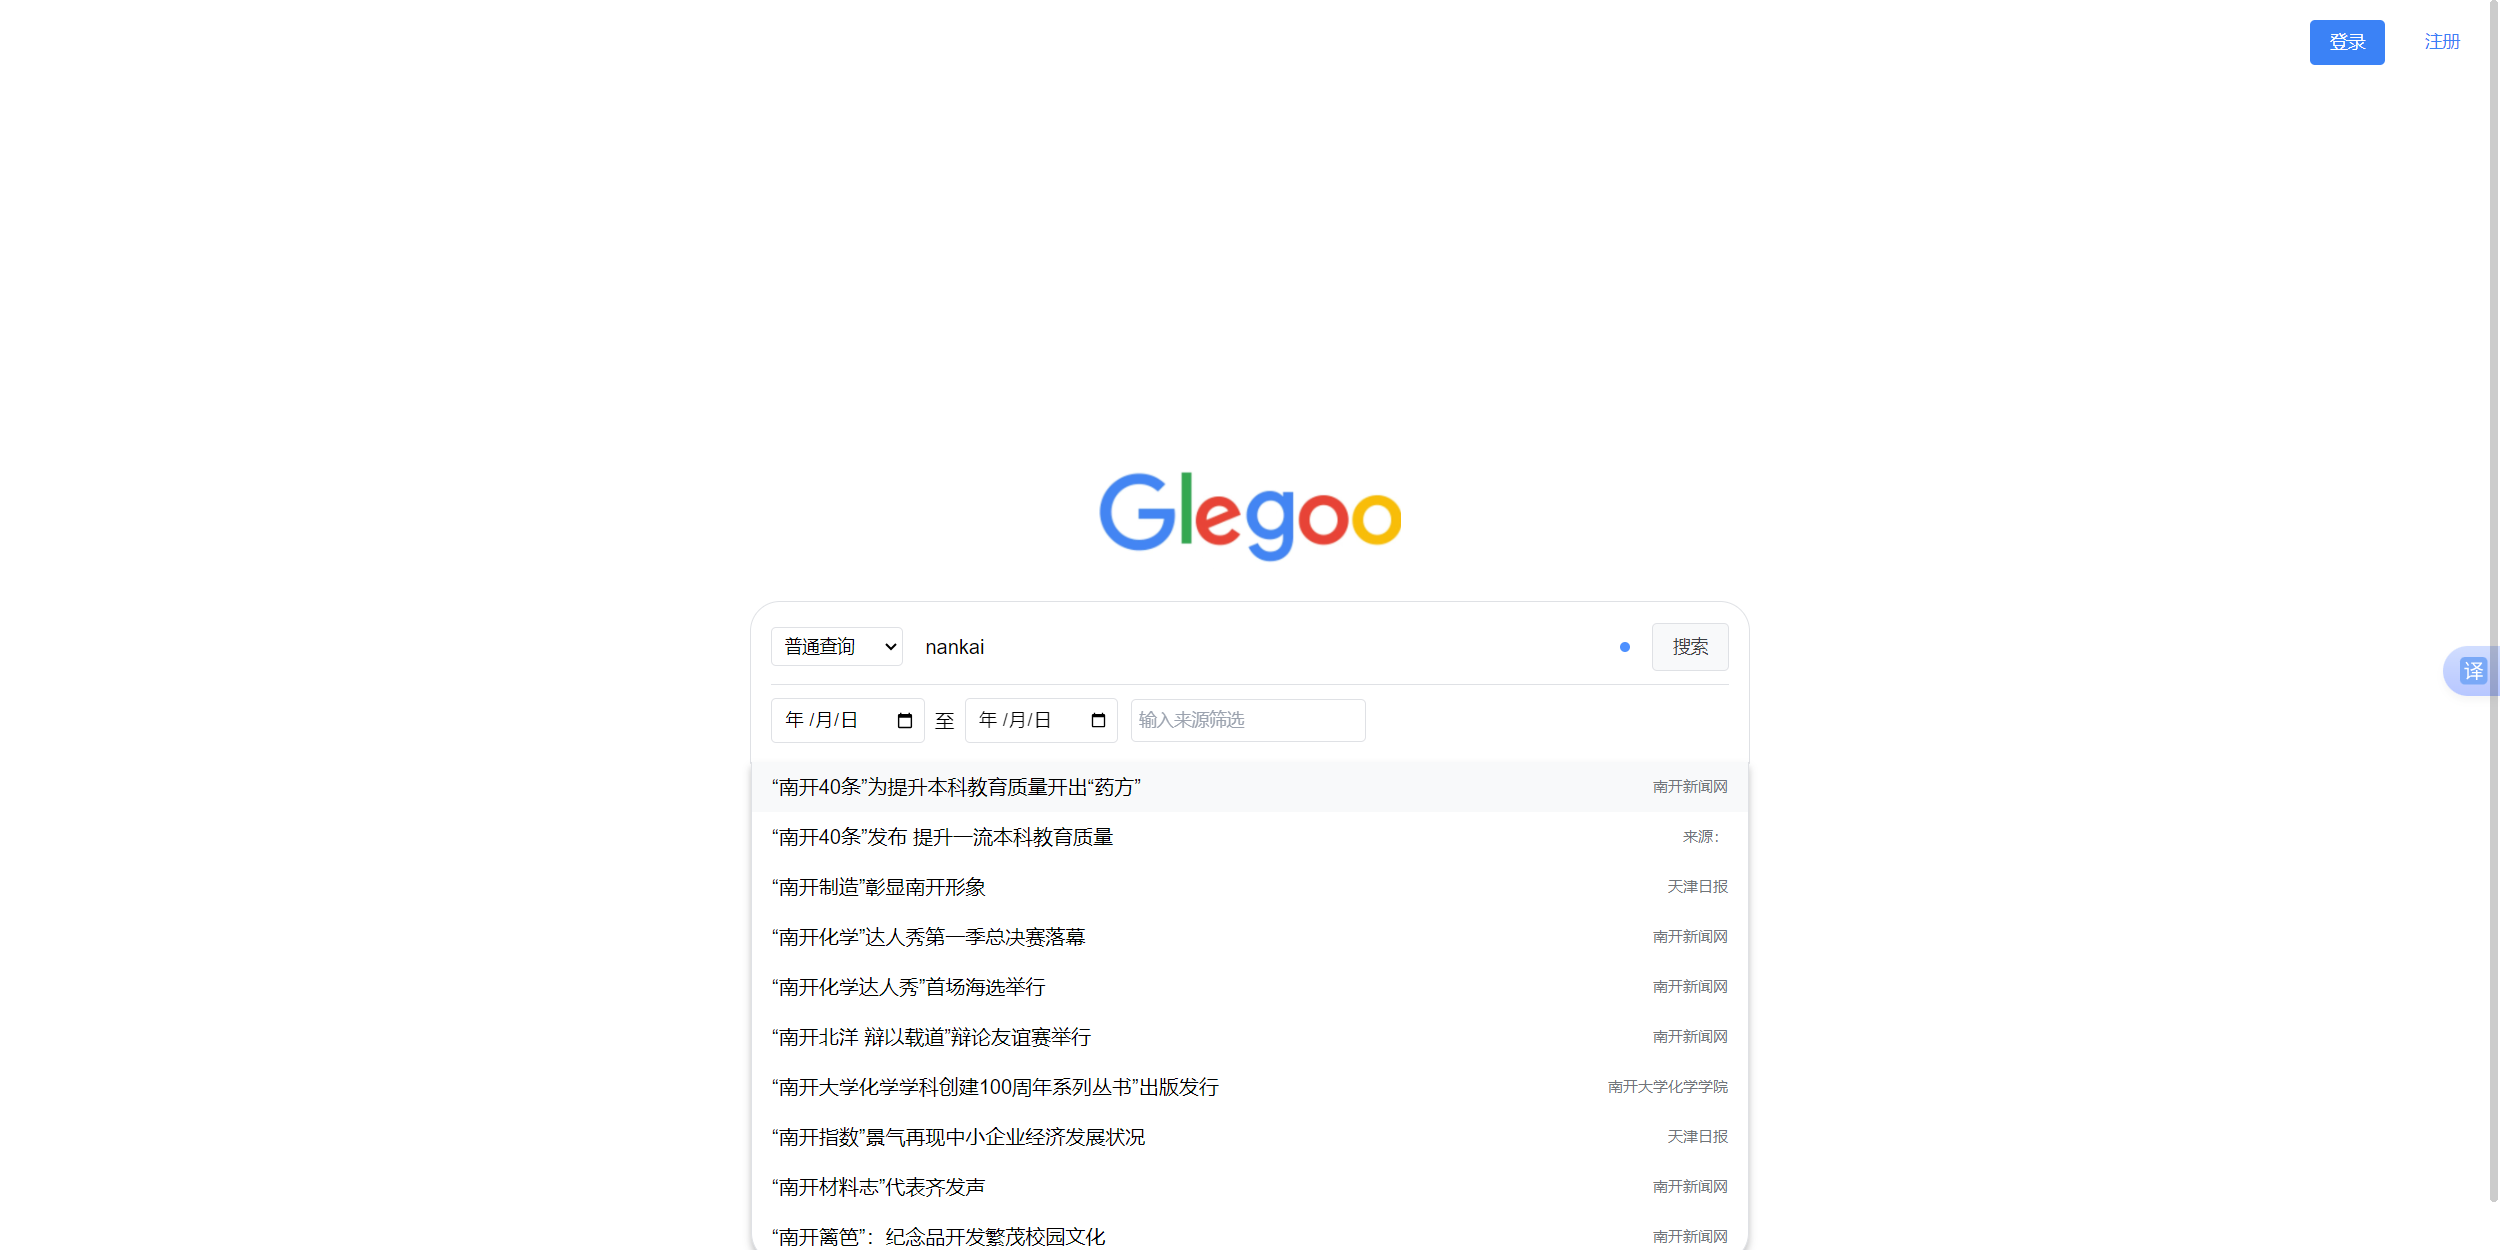 登录 注册
Glegoo
普通查询 nankai 搜索
年 /月/日 至 年 /月/日 输入来源筛选
“南开40条”为提升本科教育质量开出“药方” 南开新闻网
“南开40条”发布 提升一流本科教育质量 来源：
“南开制造”彰显南开形象 天津日报
“南开化学”达人秀第一季总决赛落幕 南开新闻网
“南开化学达人秀”首场海选举行 南开新闻网
“南开北洋 辩以载道”辩论友谊赛举行 南开新闻网
“南开大学化学学科创建100周年系列丛书”出版发行 南开大学化学学院
“南开指数”景气再现中小企业经济发展状况 天津日报
“南开材料志”代表齐发声 南开新闻网
“南开篱笆”：纪念品开发繁茂校园文化 南开新闻网
译